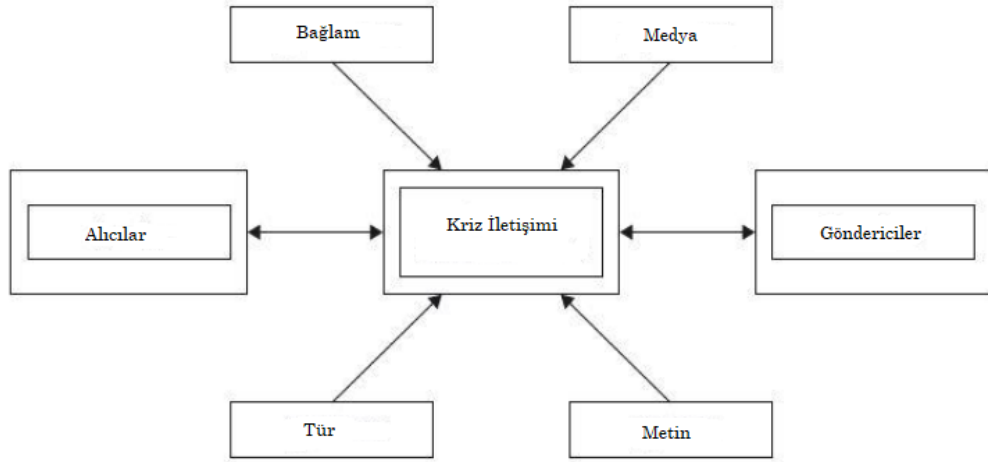 Bağlam
Medya
Alıcılar
Kriz İletişimi
Göndericiler
Tür
Metin